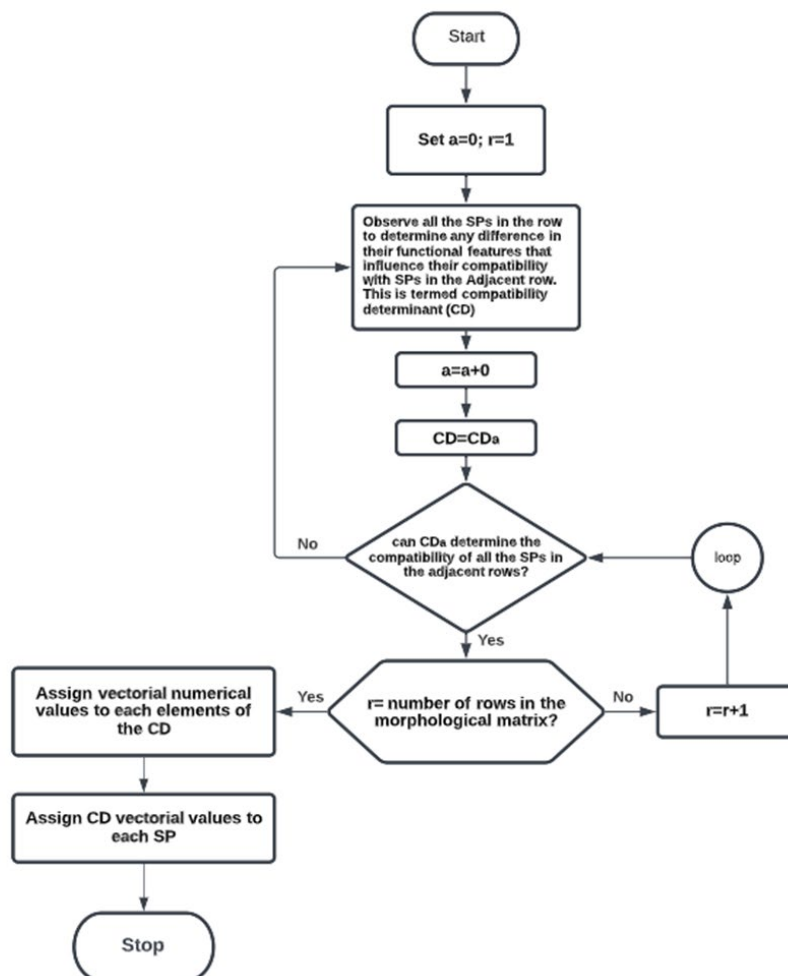 Start
Set a=0; r=1
Observe all the SPs in the row
to determine any difference in
their functional features that
influence their compatibility
with SPs in the Adjacent row.
This is termed compatibility
determinant (CD)
a=a+0
CD=CDa
can CDa determine the
compatibility of all the SPs in
the adjacent rows?
No
loop
Yes
r= number of rows in the
morphological matrix?
Yes
No
r=r+1
Assign vectorial numerical
values to each elements of
the CD
Assign CD vectorial values to
each SP
Stop